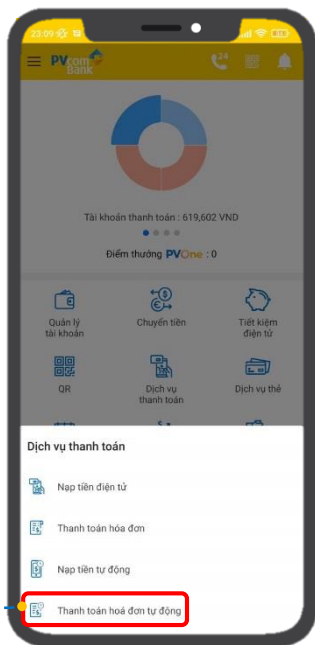 23:09
PVcom
Bank
24
Tài khoản thanh toán : 619,602 VND
Điểm thưởng PVOne : 0
Quản lý
tài khoản
Chuyển tiền
Tiết kiệm
điện tử
QR
Dịch vụ
thanh toán
Dịch vụ thẻ
Dịch vụ thanh toán
Nạp tiền điện tử
Thanh toán hóa đơn
Nạp tiền tự động
Thanh toán hoá đơn tự động